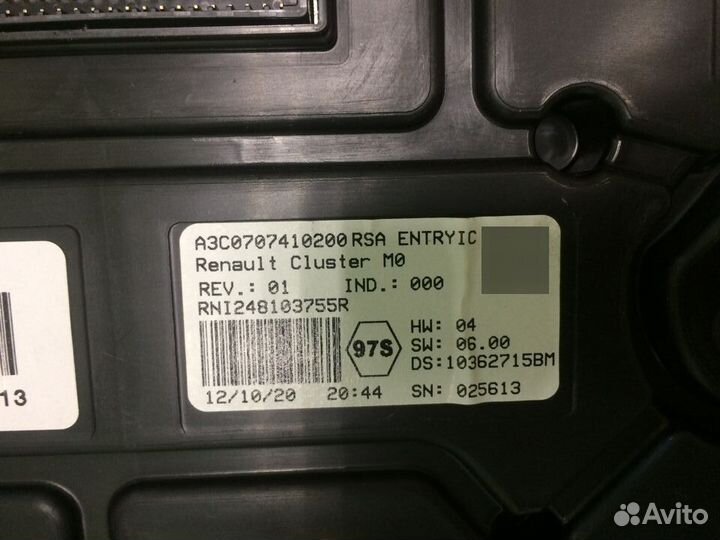 A3C0707410200 RSA ENTRYIC
Renault Cluster M0
REV.: 01 IND.: 000
RNI248103755R
97S
HW: 04
SW: 06.00
DS:10362715BM
12/10/20 20:44 SN: 025613
13
Avito